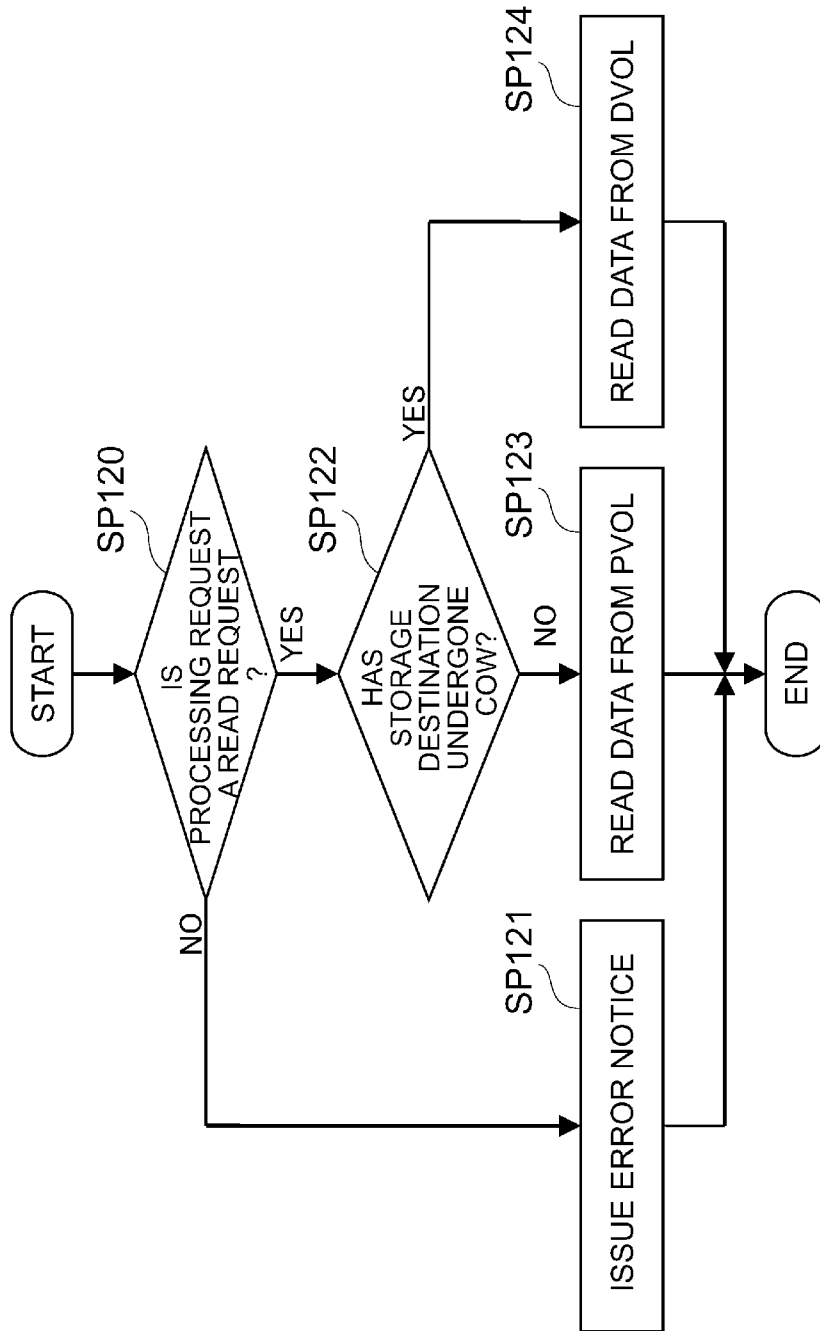 START
SP120
IS
PROCESSING REQUEST
A READ REQUEST
?
NO
YES
SP122
HAS
STORAGE
DESTINATION
UNDERGONE
COW?
YES
NO
SP121
ISSUE ERROR NOTICE
SP123
READ DATA FROM PVOL
SP124
READ DATA FROM DVOL
END